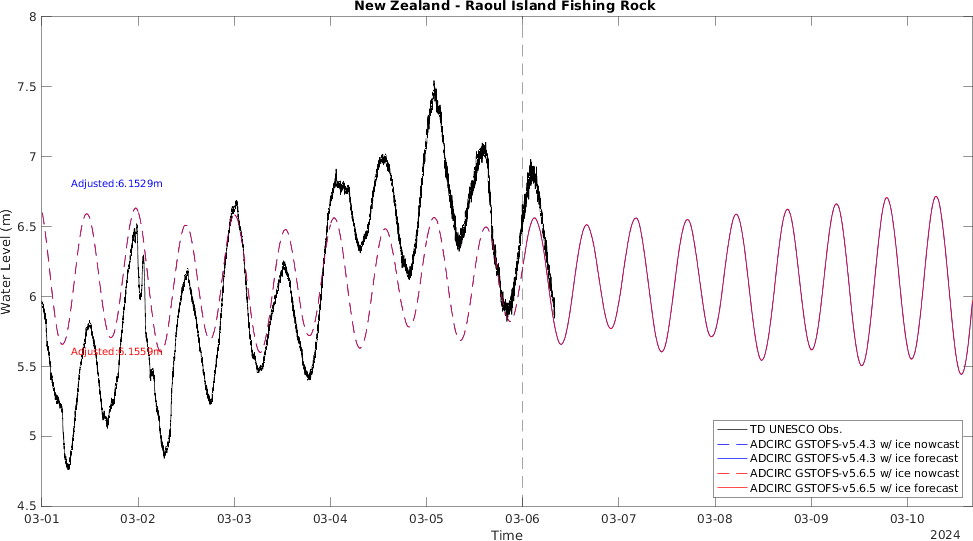 New Zealand - Raoul Island Fishing Rock
8
7.5
7
6.5
6
5.5
5
4.5
Water Level (m)
Adjusted:6.1529m
Adjusted:6.1559m
TD UNESCO Obs.
ADCIRC GSTOFS-v5.4.3 w/ ice nowcast
ADCIRC GSTOFS-v5.4.3 w/ ice forecast
ADCIRC GSTOFS-v5.6.5 w/ ice nowcast
ADCIRC GSTOFS-v5.6.5 w/ ice forecast
03-01 03-02 03-03 03-04 03-05 03-06 03-07 03-08 03-09 03-10
Time
2024